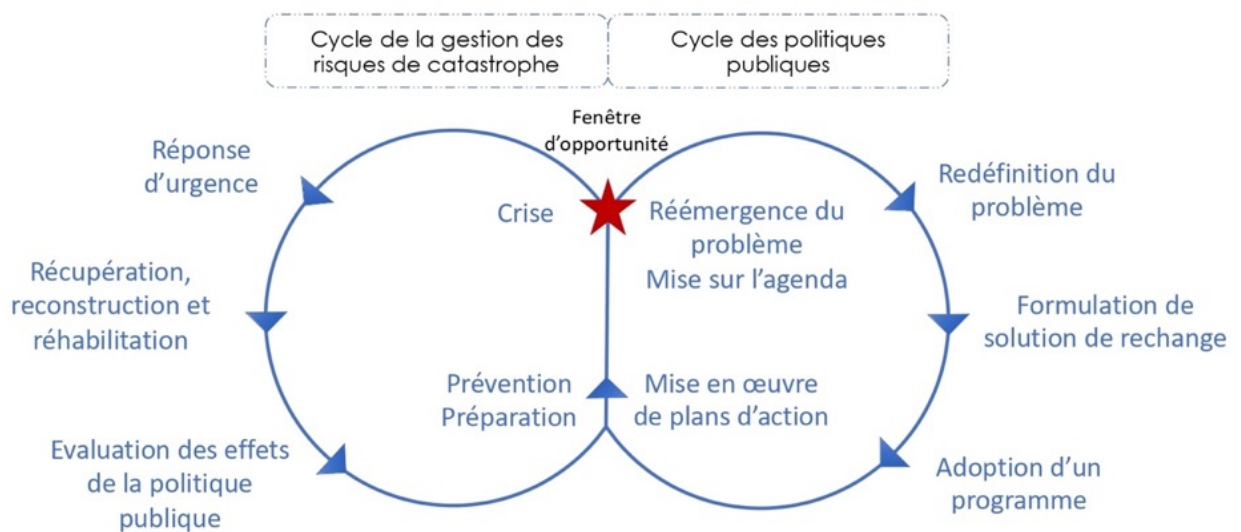 Cycle de la gestion des
risques de catastrophe
Cycle des politiques
publiques
Fenêtre
d’opportunité
Réponse
d’urgence
Crise
Réémergence du
problème
Mise sur l’agenda
Redéfinition du
problème
Récupération,
reconstruction et
réhabilitation
Formulation de
solution de rechange
Prévention
Préparation
Mise en œuvre
de plans d’action
Evaluation des effets
de la politique
publique
Adoption d’un
programme